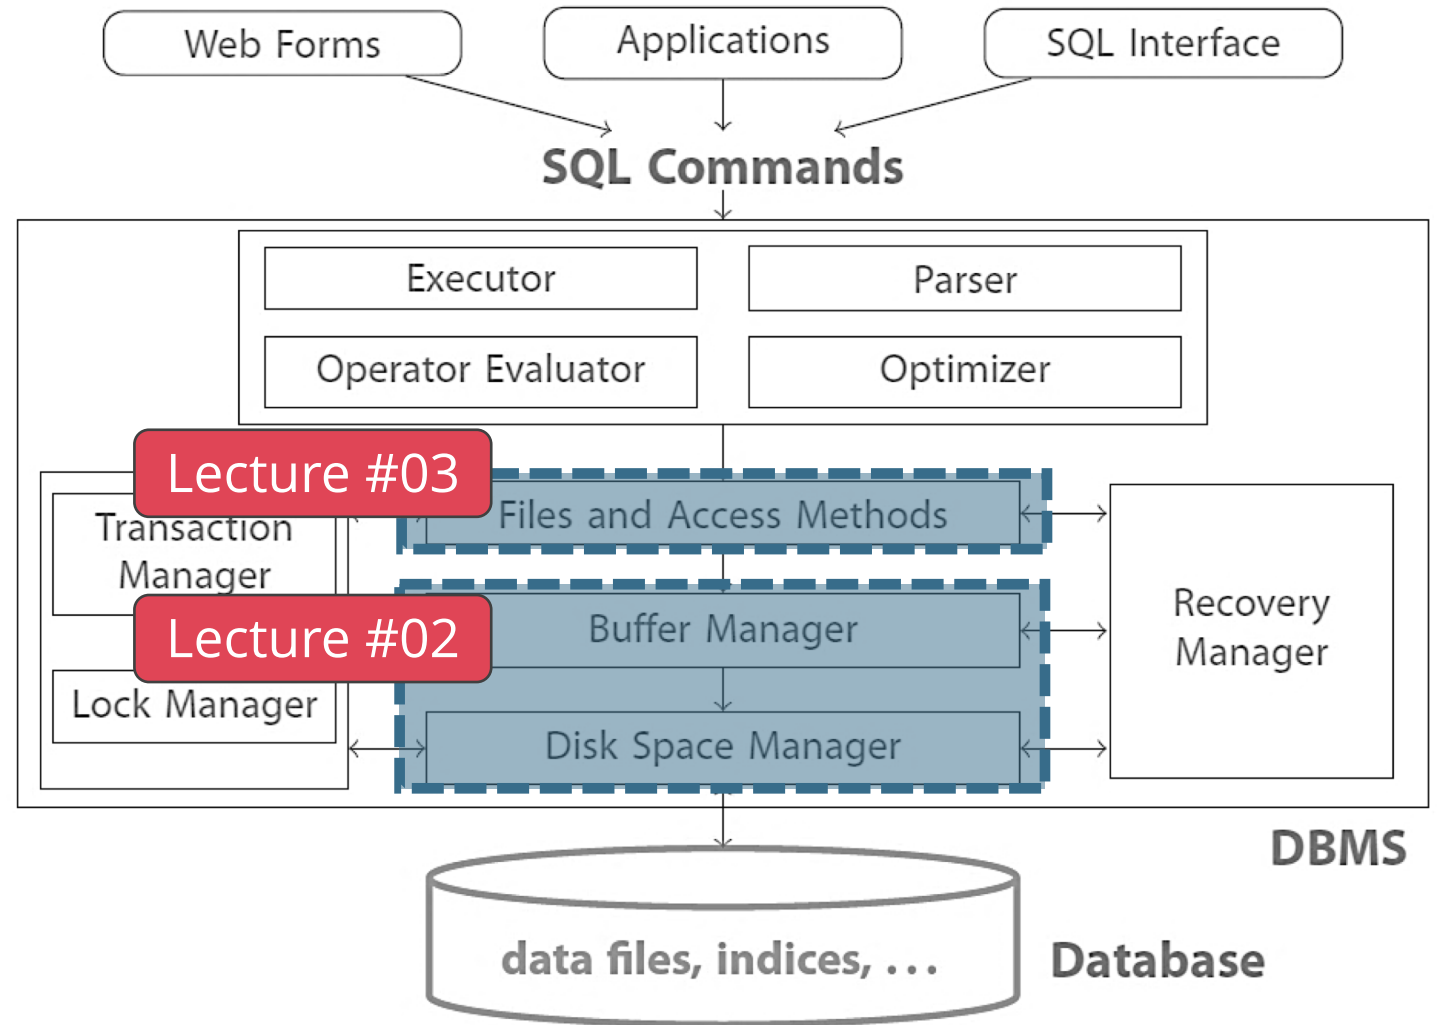 Web Forms
Applications
SQL Interface
SQL Commands
Executor
Parser
Operator Evaluator
Optimizer
Lecture #03
Files and Access Methods
Transaction
Manager
Lecture #02
Buffer Manager
Recovery
Manager
Lock Manager
Disk Space Manager
DBMS
data files, indices, ...
Database